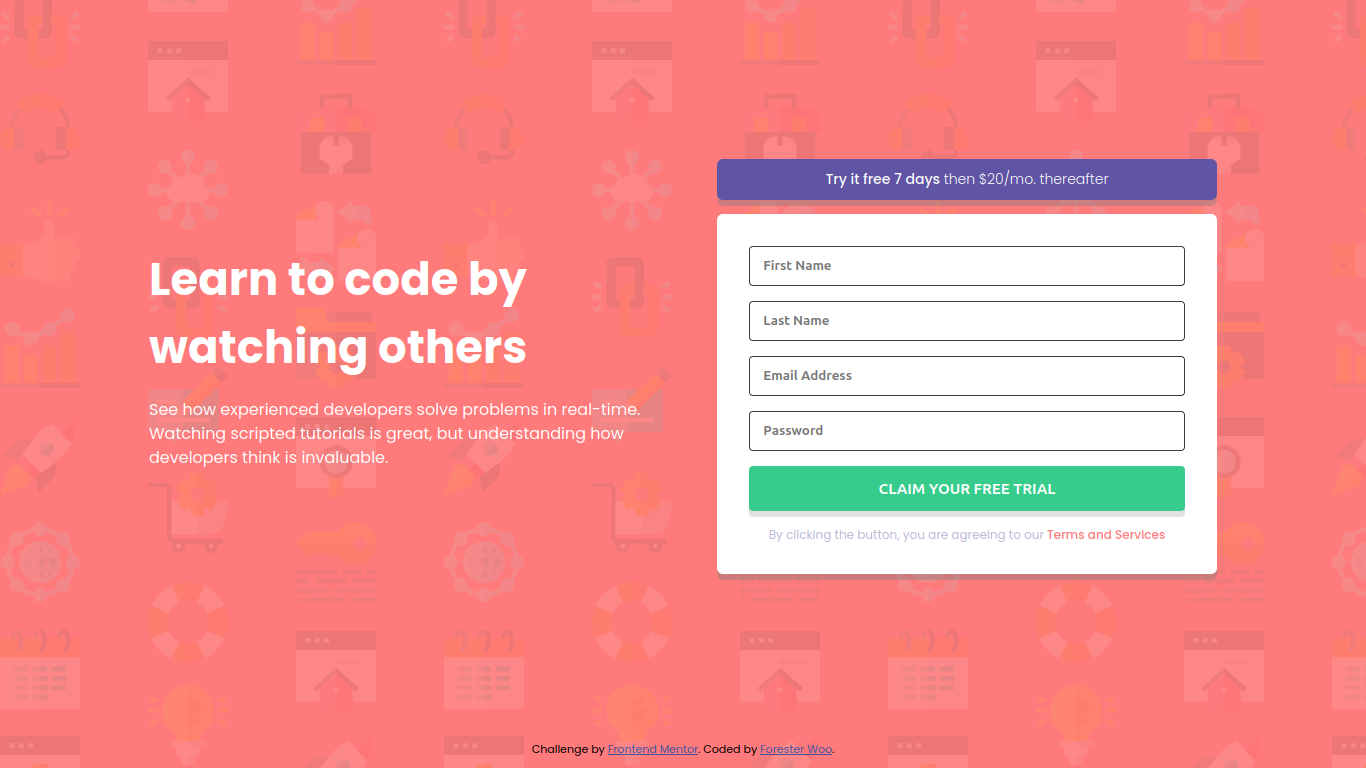 Learn to code by
watching others
See how experienced developers solve problems in real-time.
Watching scripted tutorials is great, but understanding how
developers think is invaluable.
Try it free 7 days then $20/mo. thereafter
First Name
Last Name
Email Address
Password
CLAIM YOUR FREE TRIAL
By clicking the button, you are agreeing to our Terms and Services
Challenge by Frontend Mentor. Coded by Forester Woo.